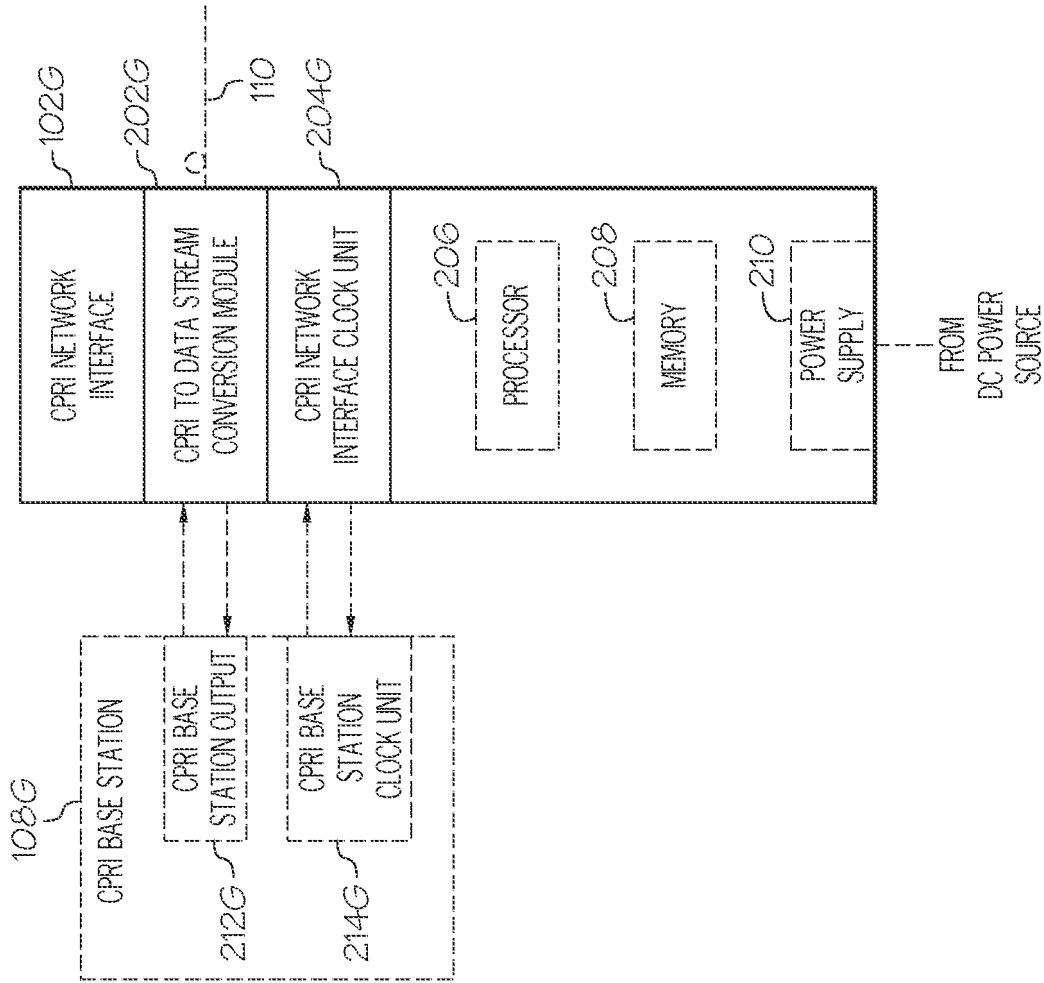 108G
CPRI BASE STATION
CPRI BASE
STATION OUTPUT
212G
CPRI BASE
STATION
CLOCK UNIT
214G
CPRI NETWORK
INTERFACE
102G
CPRI TO DATA STREAM
CONVERSION MODULE
202G
110
CPRI NETWORK
INTERFACE CLOCK UNIT
204G
PROCESSOR
206
MEMORY
208
POWER
SUPPLY
210
FROM
DC POWER
SOURCE